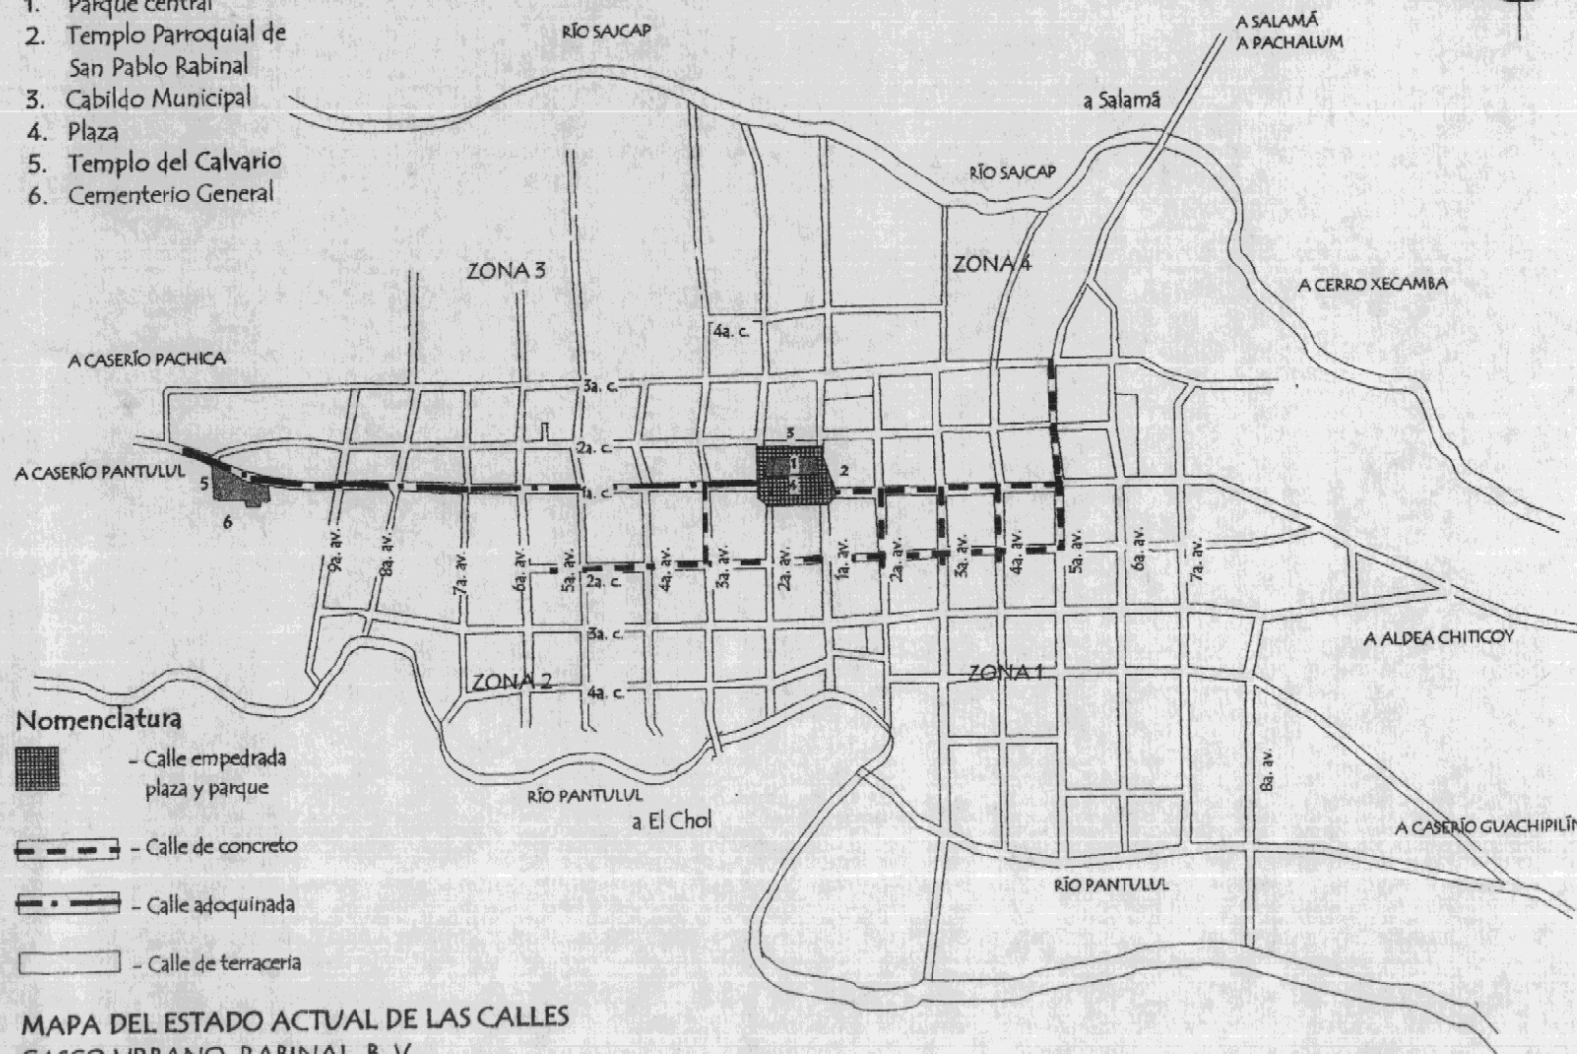 1. Parque central
2. Templo Parroquial de
San Pablo Rabinal
3. Cabildo Municipal
4. Plaza
5. Templo del Calvario
6. Cementerio General
RÍO SAJCAP
A SALAMÁ
A PACHALUM
a Salamá
RÍO SAJCAP
ZONA 3
ZONA 4
A CERRO XECAMBA
4a. c.
A CASERÍO PACHICA
3a. c.
3
2a. c.
1
2
A CASERÍO PANTULUL
5
1a. c.
4
6
9a. av.
8a. av.
7a. av.
6a. av.
5a. av.
4a. av.
3a. av.
2a. av.
1a. av.
2a. av.
3a. av.
4a. av.
5a. av.
6a. av.
7a. av.
2a. c.
3a. c.
A ALDEA CHITICOY
ZONA 2
4a. c.
ZONA 1
Nomenclatura
- Calle empedrada
plaza y parque
8a. av.
RÍO PANTULUL
a El Chol
A CASERÍO GUACHIPILÍN
- Calle de concreto
RÍO PANTULUL
- Calle adoquinada
- Calle de terracería
MAPA DEL ESTADO ACTUAL DE LAS CALLES
CASCO URBANO, RABINAL, B. V.